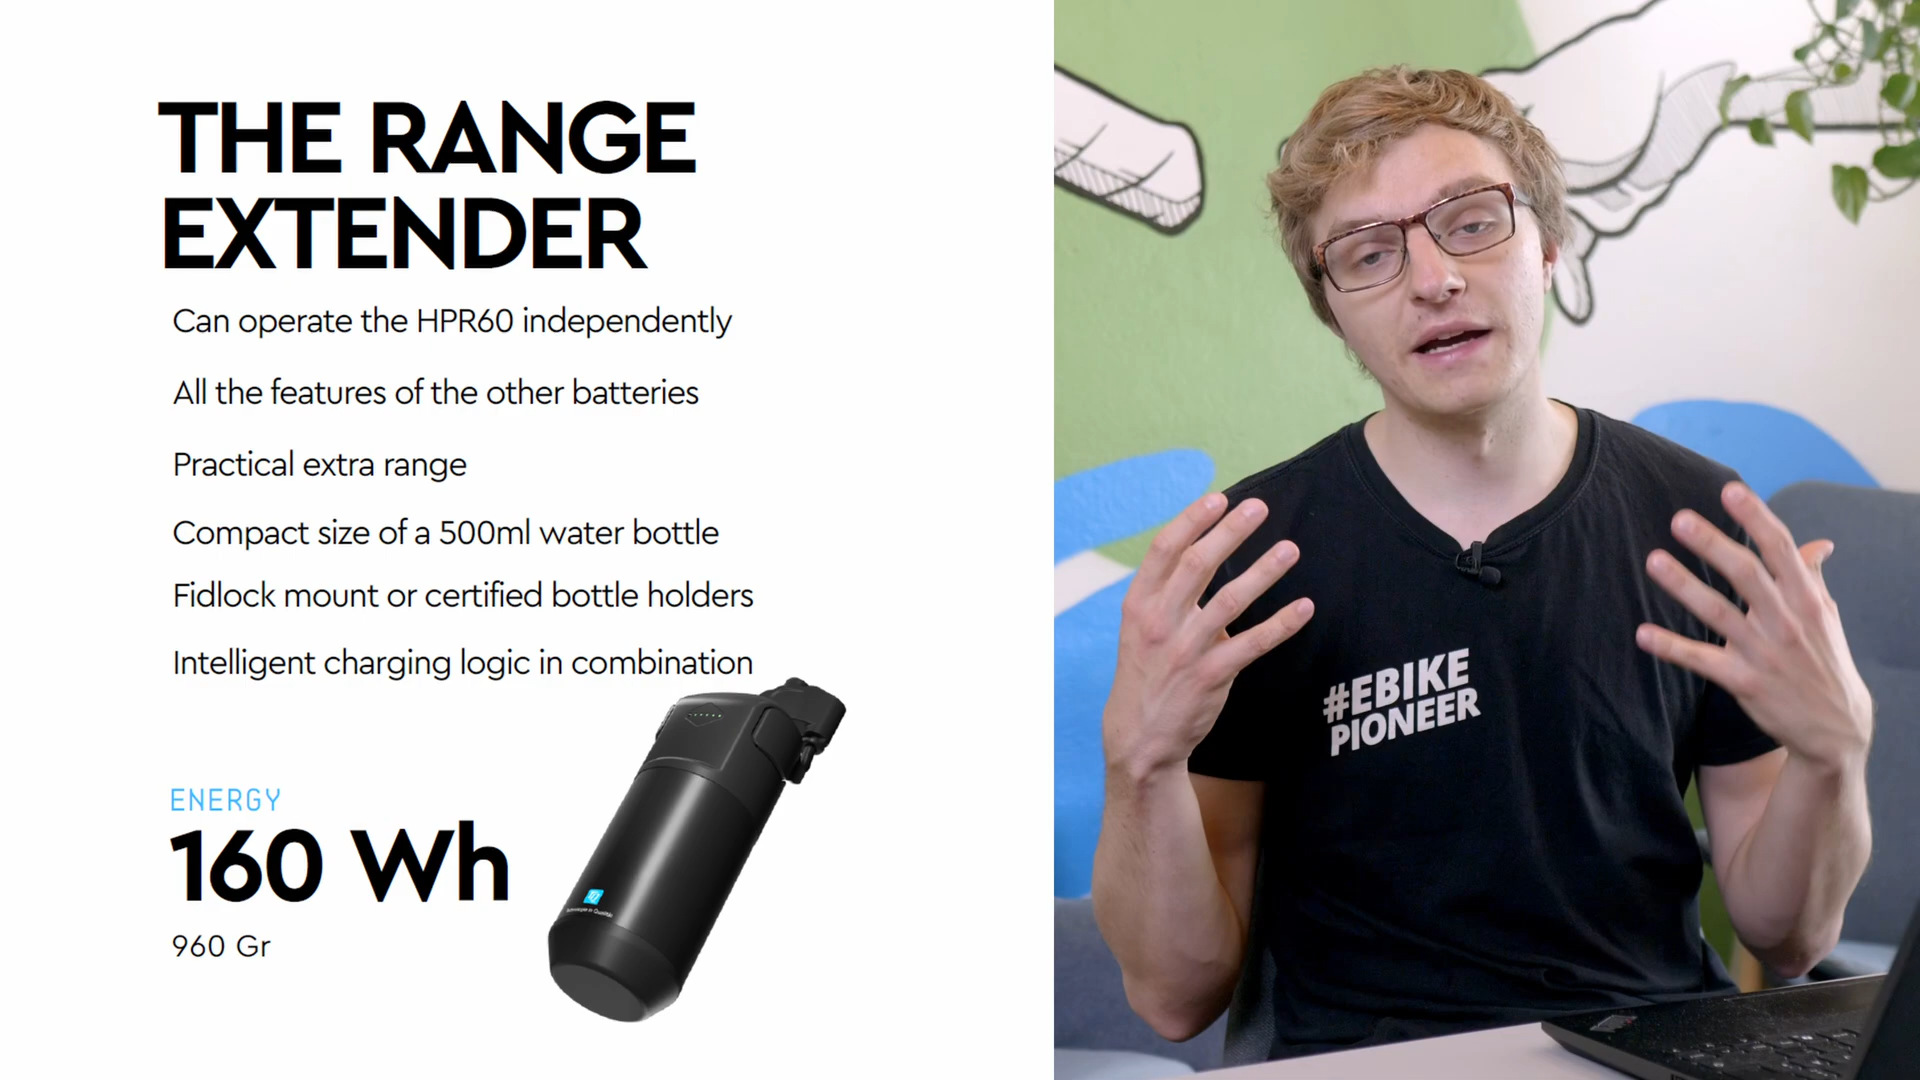 THE RANGE
EXTENDER
Can operate the HPR60 independently
All the features of the other batteries
Practical extra range
Compact size of a 500ml water bottle
Fidlock mount or certified bottle holders
Intelligent charging logic in combination
ENERGY
160 Wh
960 Gr
#EBIKE
PIONEER